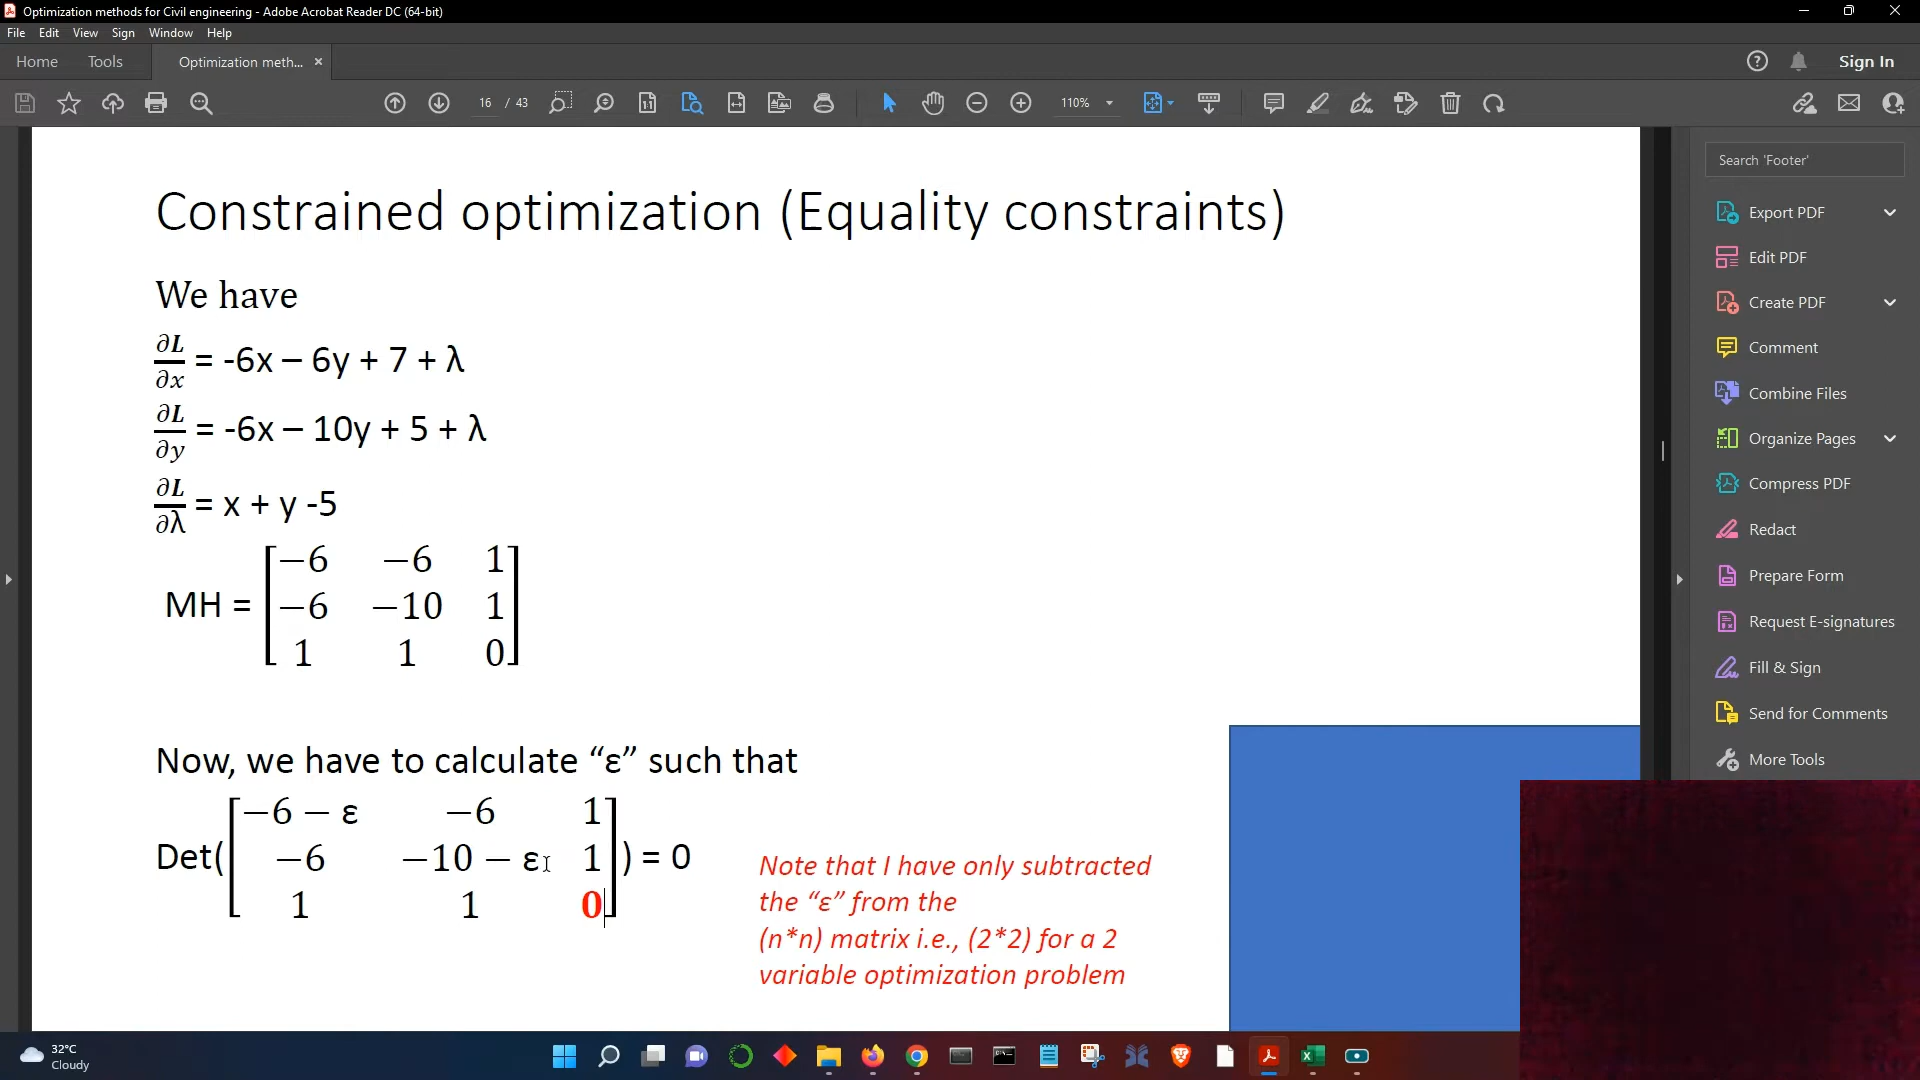 Optimization methods for Civil engineering - Adobe Acrobat Reader DC (64-bit)
File Edit View Sign Window Help
Home Tools Optimization meth... × Sign In
16 / 43 110%
Search 'Footer'
Export PDF
Edit PDF
Create PDF
Comment
Combine Files
Organize Pages
Compress PDF
Redact
Prepare Form
Request E-signatures
Fill & Sign
Send for Comments
More Tools
Constrained optimization (Equality constraints)
We have
∂L/∂x = -6x – 6y + 7 + λ
∂L/∂y = -6x – 10y + 5 + λ
∂L/∂λ = x + y -5
−6 −6 1
MH = −6 −10 1
1 1 0
Now, we have to calculate “ε” such that
−6 − ε −6 1
Det([ −6 −10 − ε 1 ]) = 0
1 1 0
Note that I have only subtracted
the “ε” from the
(n*n) matrix i.e., (2*2) for a 2
variable optimization problem
32°C
Cloudy